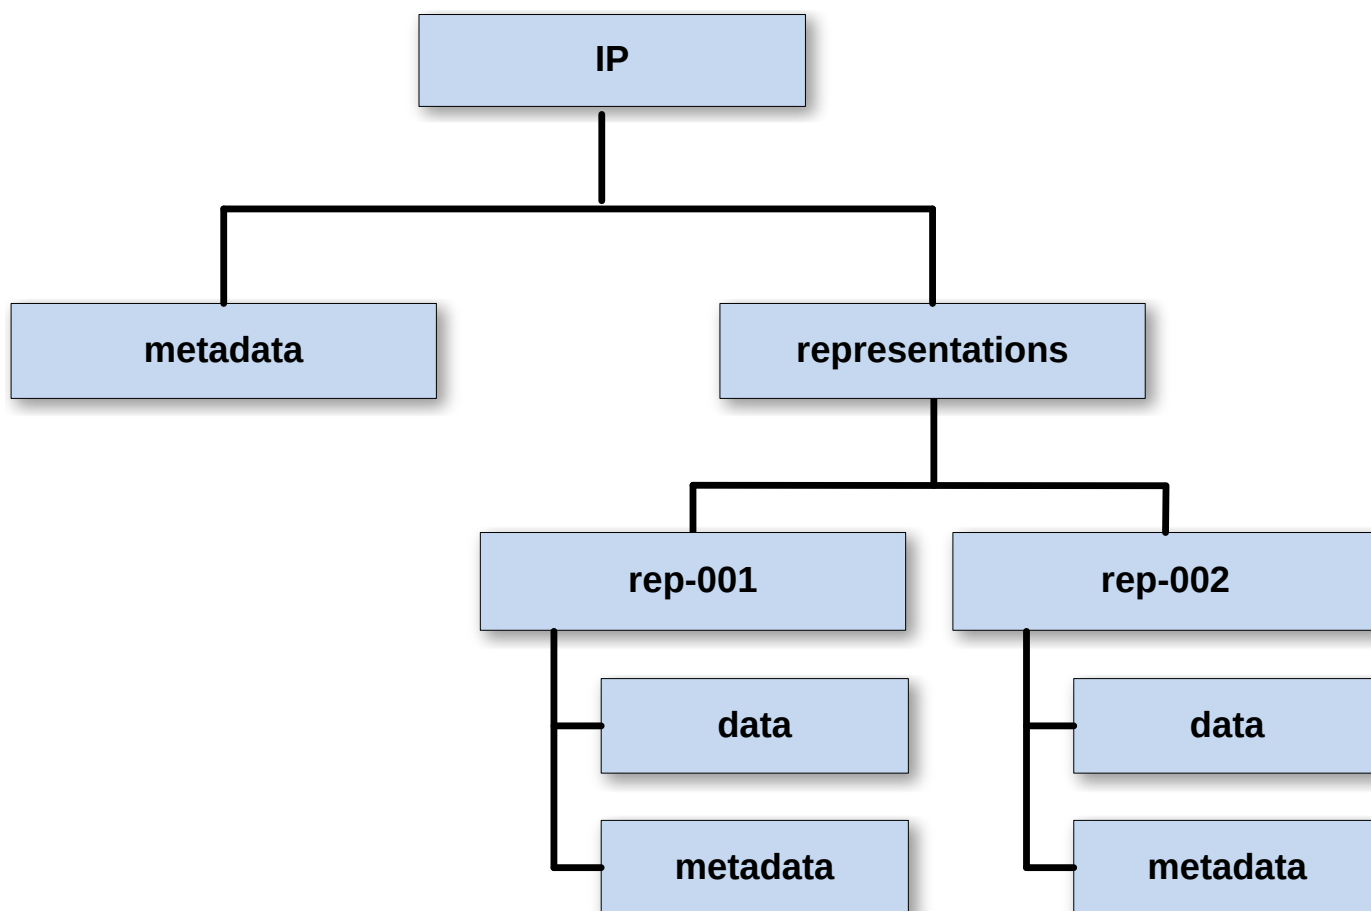 IP
metadata
representations
rep-001
rep-002
data
data
metadata
metadata